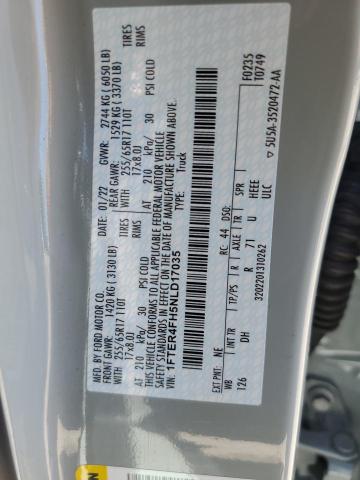 MFD. BY FORD MOTOR CO.
DATE: 01/22 GVWR: 2744 KG ( 6050 LB)
FRONT GAWR: 1420 KG ( 3130 LB) REAR GAWR: 1529 KG ( 3370 LB)
WITH 255/65R17 110T TIRES WITH 255/65R17 110T TIRES
17×8.0J RIMS 17×8.0J RIMS
AT 210 kPa/ 30 PSI COLD AT 210 kPa/ 30 PSI COLD
THIS VEHICLE CONFORMS TO ALL APPLICABLE FEDERAL MOTOR VEHICLE
SAFETY STANDARDS IN EFFECT ON THE DATE OF MANUFACTURE SHOWN ABOVE.
VIN: 1FTER4FH5NLD17035
TYPE: Truck
F0235
T0749
EXT PNT: NE RC: 44 DSO:
WB INT TR TP/PS R AXLE TR SPR
126 DH R 71 U HEEE
3202201310262 ULC
5U5A-3520472-AA